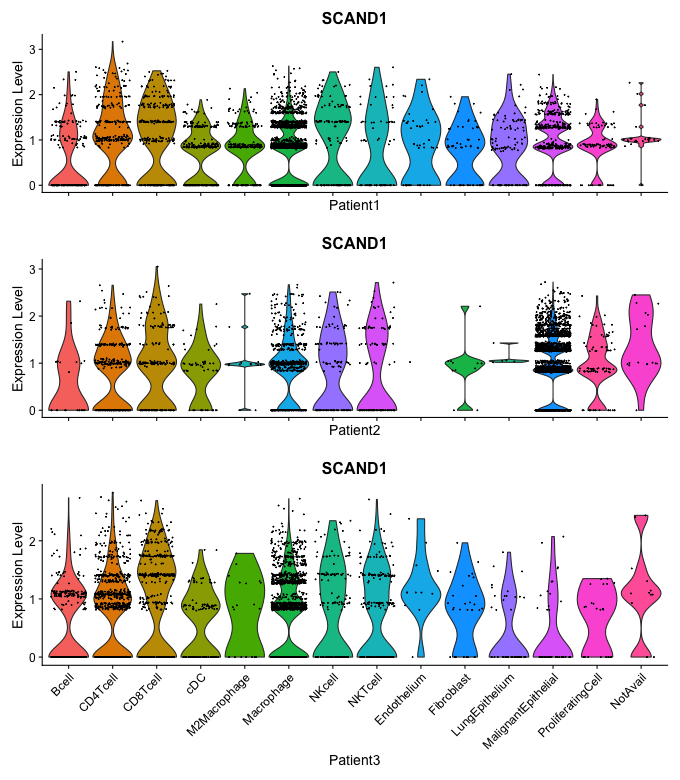 SCAND1
Expression Level
3
2
1
0
Patient1
SCAND1
Expression Level
3
2
1
0
Patient2
SCAND1
Expression Level
2
1
0
Bcell
CD4Tcell
CD8Tcell
cDC
M2Macrophage
Macrophage
NKcell
NKTcell
Endothelium
Fibroblast
LungEpithelium
MalignantEpithelial
ProliferatingCell
NotAvail
Patient3